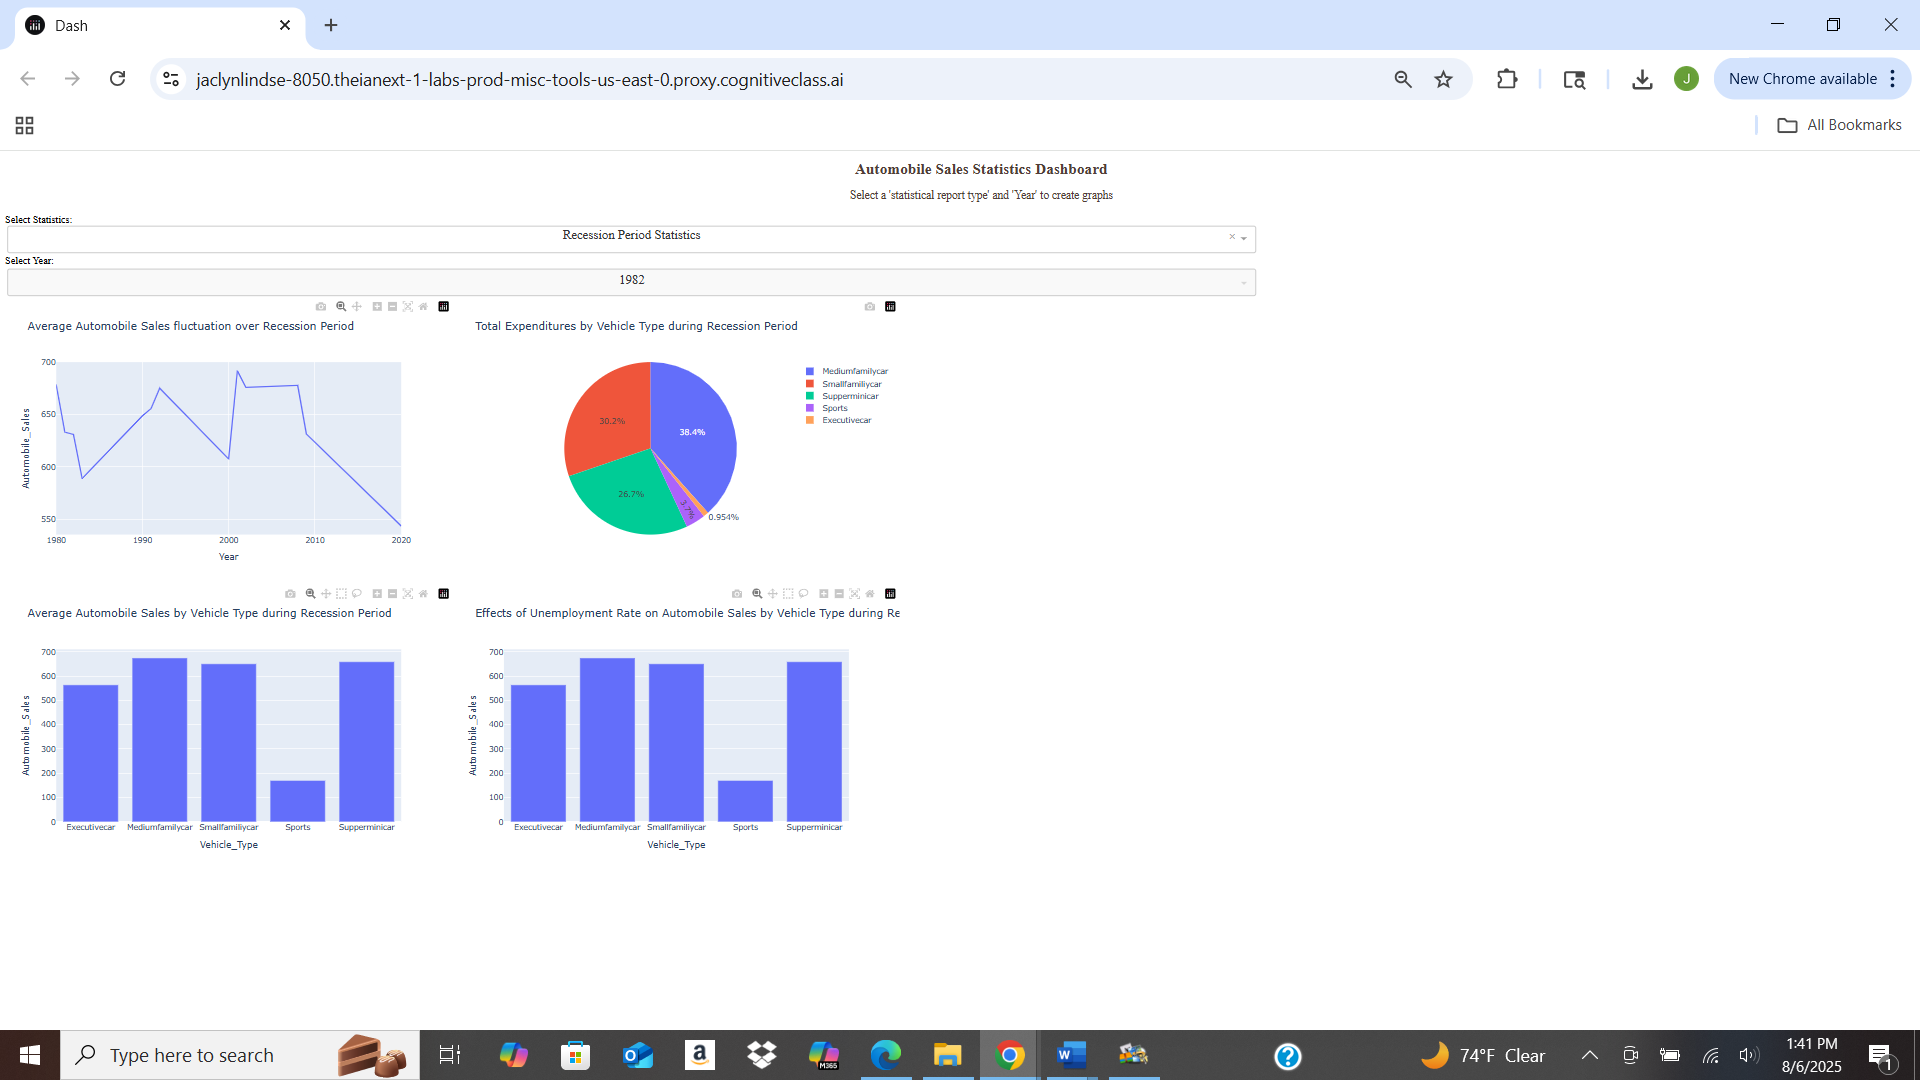 Dash
jaclynlindse-8050.theianext-1-labs-prod-misc-tools-us-east-0.proxy.cognitiveclass.ai
J
New Chrome available
All Bookmarks
Automobile Sales Statistics Dashboard
Select a 'statistical report type' and 'Year' to create graphs
Select Statistics:
Recession Period Statistics
Select Year:
1982
Average Automobile Sales fluctuation over Recession Period
700
650
600
550
Automobile_Sales
1980 1990 2000 2010 2020
Year
Total Expenditures by Vehicle Type during Recession Period
38.4%
30.2%
26.7%
3.7%
0.954%
Mediumfamilycar
Smallfamiliycar
Supperminicar
Sports
Executivecar
Average Automobile Sales by Vehicle Type during Recession Period
700
600
500
400
300
200
100
0
Automobile_Sales
Executivecar Mediumfamilycar Smallfamiliycar Sports Supperminicar
Vehicle_Type
Effects of Unemployment Rate on Automobile Sales by Vehicle Type during Re
700
600
500
400
300
200
100
0
Automobile_Sales
Executivecar Mediumfamilycar Smallfamiliycar Sports Supperminicar
Vehicle_Type
Type here to search
M365
74°F Clear
1:41 PM
8/6/2025
1